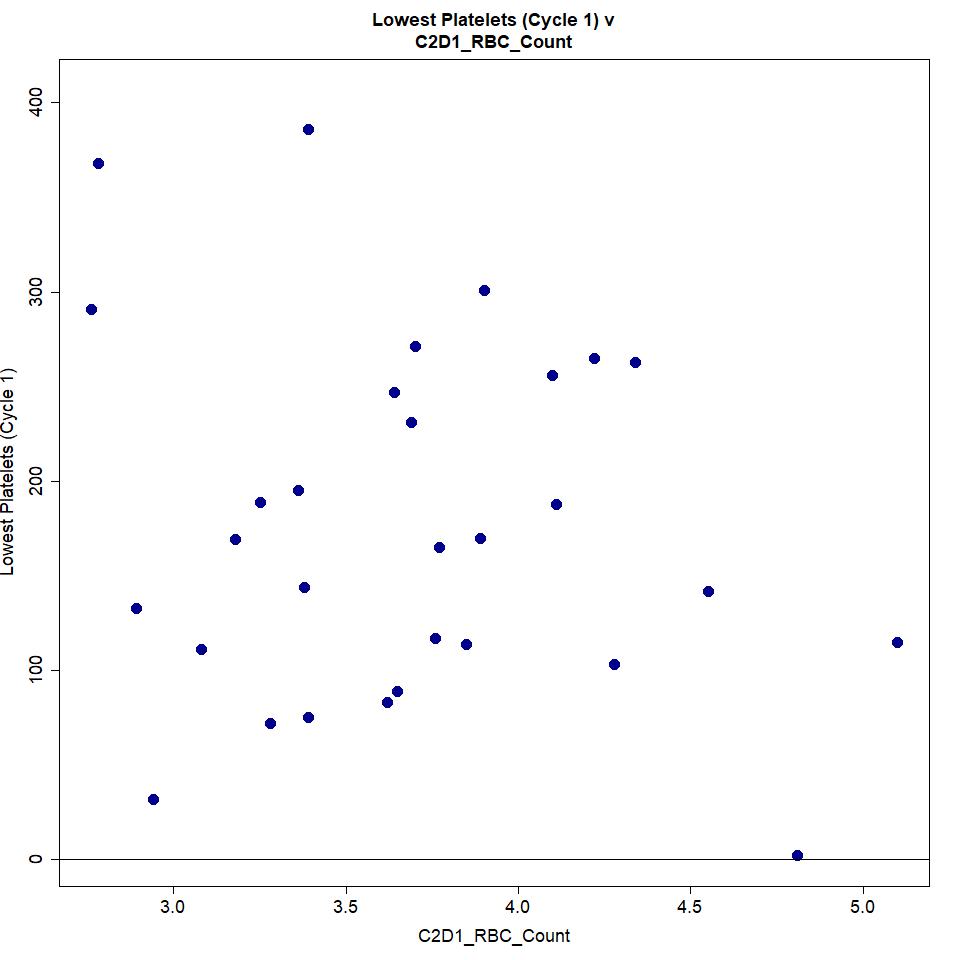 Lowest Platelets (Cycle 1) v
C2D1_RBC_Count
400
300
200
100
0
Lowest Platelets (Cycle 1)
3.0 3.5 4.0 4.5 5.0
C2D1_RBC_Count